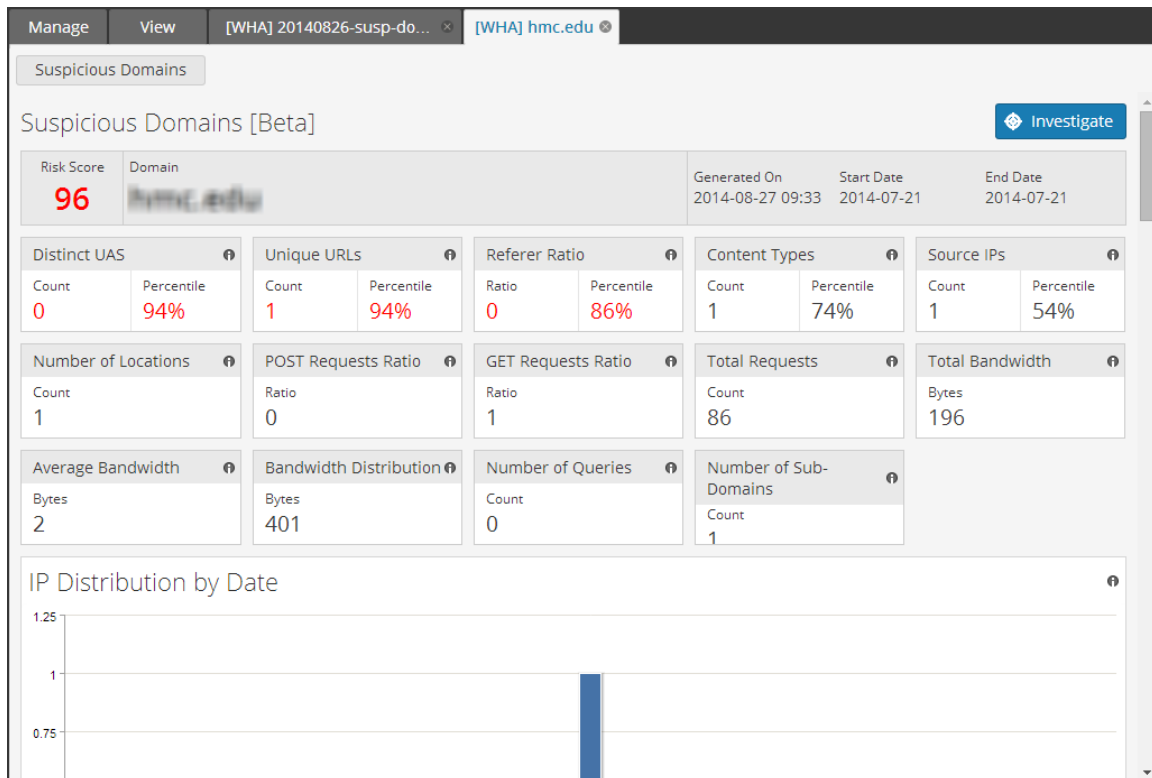 Manage View [WHA] 20140826-susp-do... [WHA] hmc.edu
Suspicious Domains
Suspicious Domains [Beta] Investigate
Risk Score Domain Generated On Start Date End Date
96 hmc.edu 2014-08-27 09:33 2014-07-21 2014-07-21
Distinct UAS Unique URLs Referer Ratio Content Types Source IPs
Count Percentile Count Percentile Ratio Percentile Count Percentile Count Percentile
0 94% 1 94% 0 86% 1 74% 1 54%
Number of Locations POST Requests Ratio GET Requests Ratio Total Requests Total Bandwidth
Count Ratio Ratio Count Bytes
1 0 1 86 196
Average Bandwidth Bandwidth Distribution Number of Queries Number of Sub-
Domains
Bytes Bytes Count Count
2 401 0 1
IP Distribution by Date
1.25
1
0.75